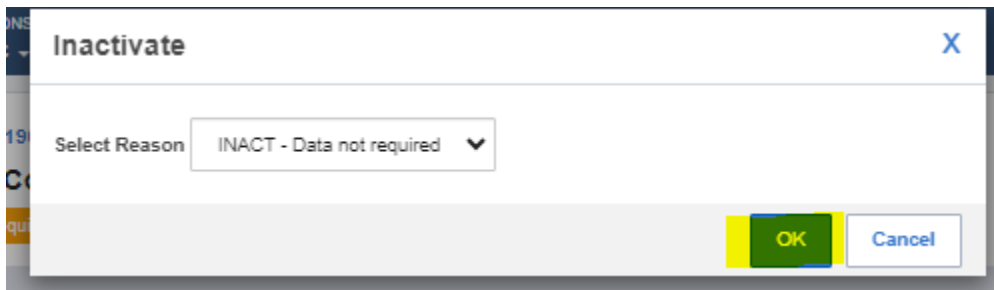 Inactivate X
Select Reason INACT - Data not required
OK Cancel